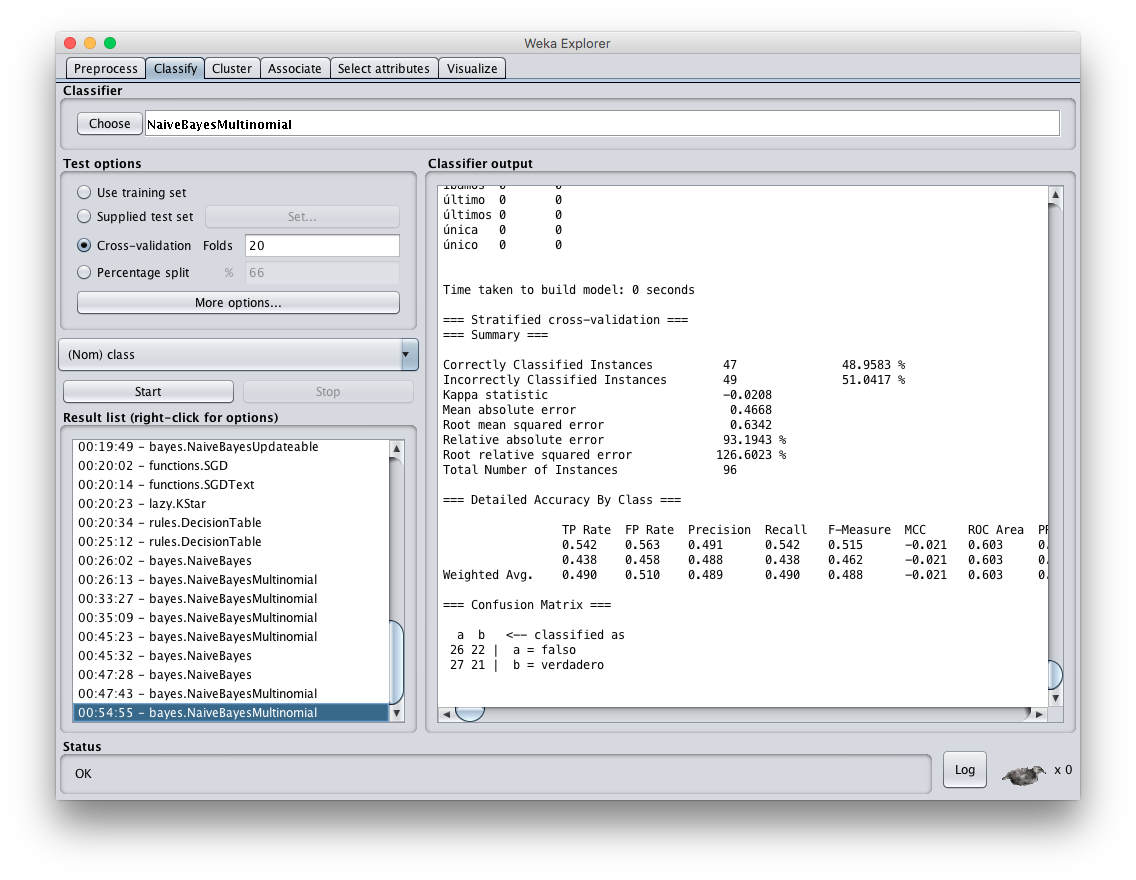 Weka Explorer
Preprocess Classify Cluster Associate Select attributes Visualize
Classifier
Choose NaiveBayesMultinomial
Test options
Use training set
Supplied test set Set...
Cross-validation Folds 20
Percentage split % 66
More options...
(Nom) class
Start Stop
Result list (right-click for options)
00:19:49 - bayes.NaiveBayesUpdateable
00:20:02 - functions.SGD
00:20:14 - functions.SGDText
00:20:23 - lazy.KStar
00:20:34 - rules.DecisionTable
00:25:12 - rules.DecisionTable
00:26:02 - bayes.NaiveBayes
00:26:13 - bayes.NaiveBayesMultinomial
00:33:27 - bayes.NaiveBayesMultinomial
00:35:09 - bayes.NaiveBayesMultinomial
00:45:23 - bayes.NaiveBayesMultinomial
00:45:32 - bayes.NaiveBayes
00:47:28 - bayes.NaiveBayes
00:47:43 - bayes.NaiveBayesMultinomial
00:54:55 - bayes.NaiveBayesMultinomial
Classifier output
último 0 0
últimos 0 0
única 0 0
único 0 0
Time taken to build model: 0 seconds
=== Stratified cross-validation ===
=== Summary ===
Correctly Classified Instances 47 48.9583 %
Incorrectly Classified Instances 49 51.0417 %
Kappa statistic -0.0208
Mean absolute error 0.4668
Root mean squared error 0.6342
Relative absolute error 93.1943 %
Root relative squared error 126.6023 %
Total Number of Instances 96
=== Detailed Accuracy By Class ===
TP Rate FP Rate Precision Recall F-Measure MCC ROC Area
0.542 0.563 0.491 0.542 0.515 -0.021 0.603 0.
0.438 0.458 0.488 0.438 0.462 -0.021 0.603 0.
Weighted Avg. 0.490 0.510 0.489 0.490 0.488 -0.021 0.603 0.
=== Confusion Matrix ===
a b <-- classified as
26 22 | a = falso
27 21 | b = verdadero
Status
OK
Log x 0